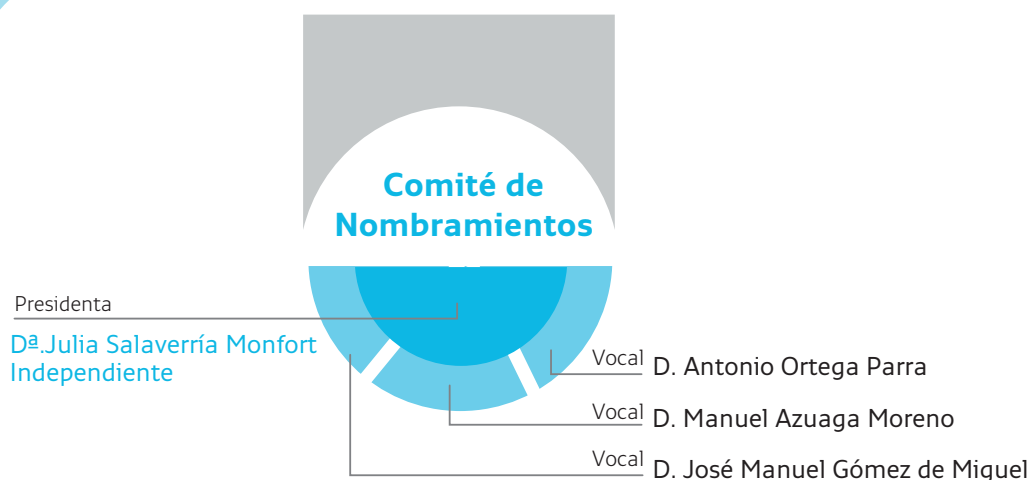 Comité de
Nombramientos
Presidenta
Dª.Julia Salaverría Monfort
Independiente
Vocal D. Antonio Ortega Parra
Vocal D. Manuel Azuaga Moreno
Vocal D. José Manuel Gómez de Miguel